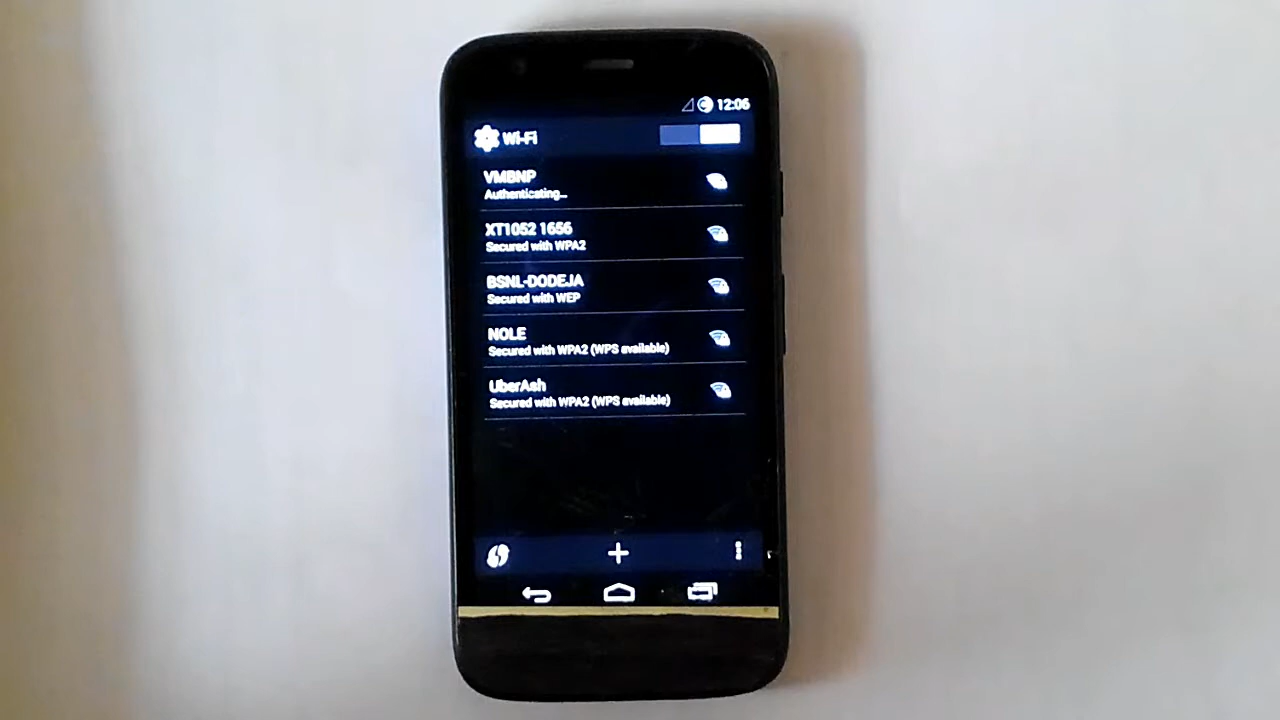 12:06
Wi-Fi
VMBNP
Authenticating...
XT1052 1656
Secured with WPA2
BSNL-DODEJA
Secured with WEP
NOLE
Secured with WPA2 (WPS available)
UberAsh
Secured with WPA2 (WPS available)